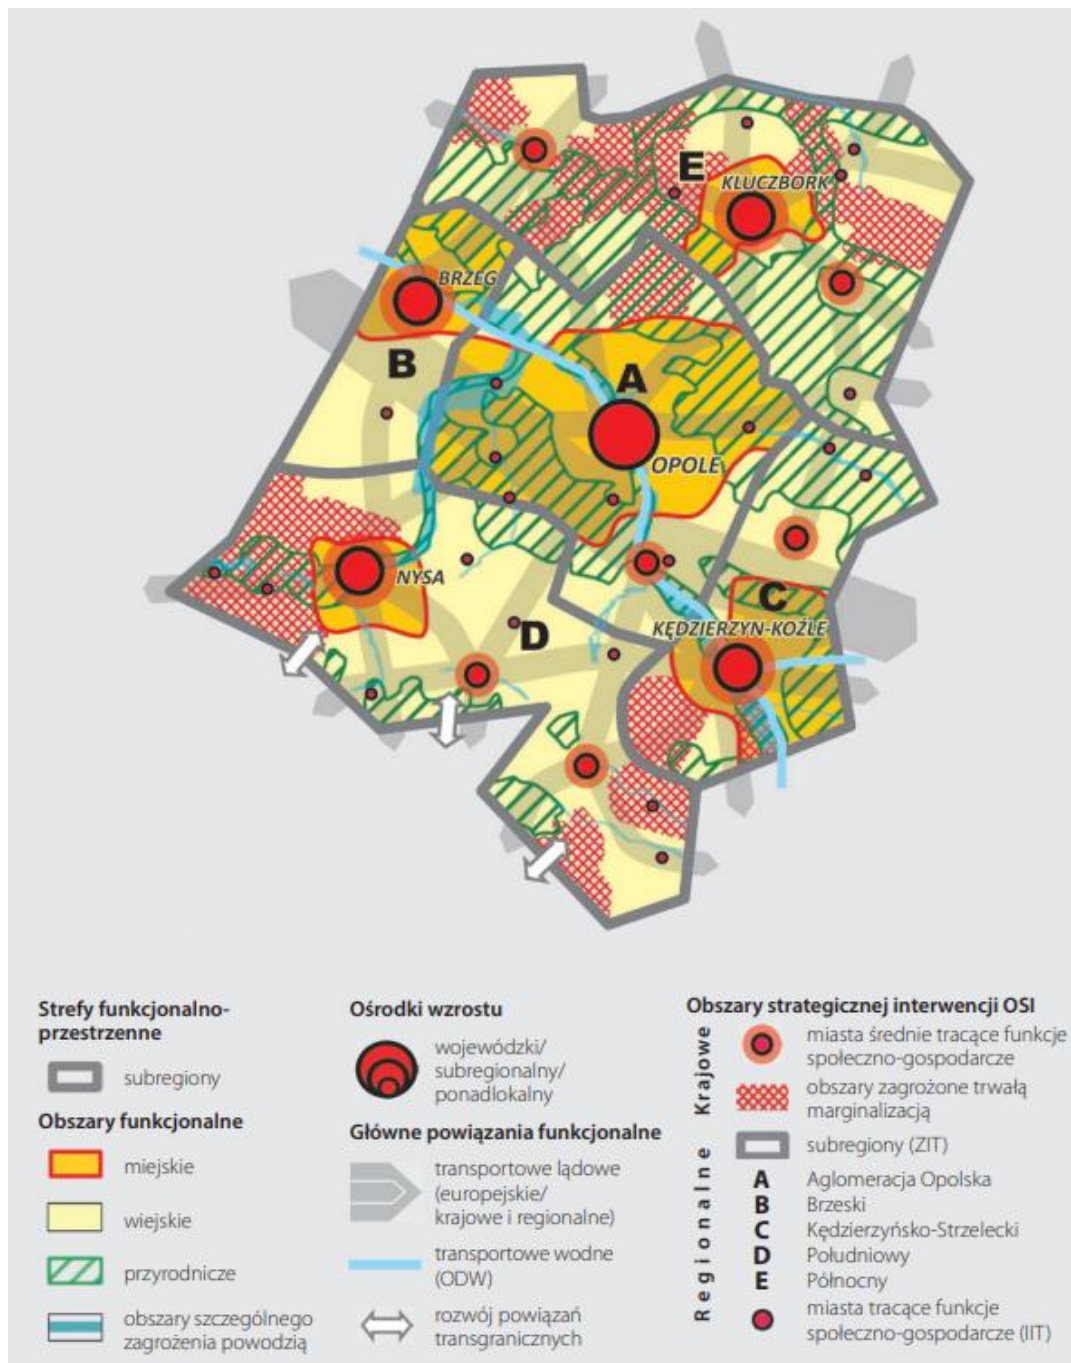 E
KLUCZBORK
BRZEG
B
A
OPOLE
NYSA
C
D
KĘDZIERZYN-KOŹLE
Strefy funkcjonalno-
przestrzenne
subregiony
Obszary funkcjonalne
miejskie
wiejskie
przyrodnicze
obszary szczególnego
zagrożenia powodzią
Ośrodki wzrostu
wojewódzki/
subregionalny/
ponadlokalny
Główne powiązania funkcjonalne
transportowe lądowe
(europejskie/
krajowe i regionalne)
transportowe wodne
(ODW)
rozwój powiązań
transgranicznych
Obszary strategicznej interwencji OSI
Krajowe
miasta średnie tracące funkcje
społeczno-gospodarcze
obszary zagrożone trwałą
marginalizacją
Regionalne
subregiony (ZIT)
A Aglomeracja Opolska
B Brzeski
C Kędzierzyńsko-Strzelecki
D Południowy
E Północny
miasta tracące funkcje
społeczno-gospodarcze (IIT)